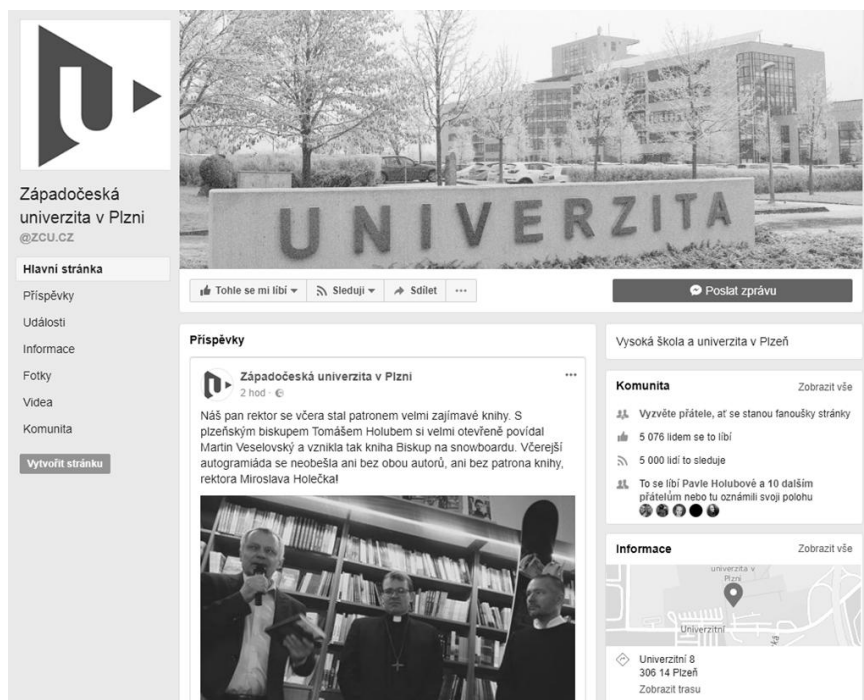 Západočeská
univerzita v Plzni
@ZCU.CZ
Hlavní stránka
Příspěvky
Události
Informace
Fotky
Videa
Komunita
Vytvořit stránku
UNIVERZITA
Tohle se mi líbí
Sleduji
Sdílet
Poslat zprávu
Příspěvky
Západočeská univerzita v Plzni
2 hod
Náš pan rektor se včera stal patronem velmi zajímavé knihy. S
plzeňským biskupem Tomášem Holubem si velmi otevřeně povídal
Martin Veselovský a vznikla tak kniha Biskup na snowboardu. Včerejší
autogramiáda se neobešla ani bez obou autorů, ani bez patrona knihy,
rektora Miroslava Holečka!
Vysoká škola a univerzita v Plzeň
Komunita Zobrazit vše
Vyzvěte přátele, ať se stanou fanoušky stránky
5 076 lidem se to líbí
5 000 lidí to sleduje
To se líbí Pavle Holubové a 10 dalším
přátelům nebo tu oznámili svoji polohu
Informace Zobrazit vše
univerzita v
Plzni
Univerzitní
Univerzitní 8
306 14 Plzeň
Zobrazit trasu